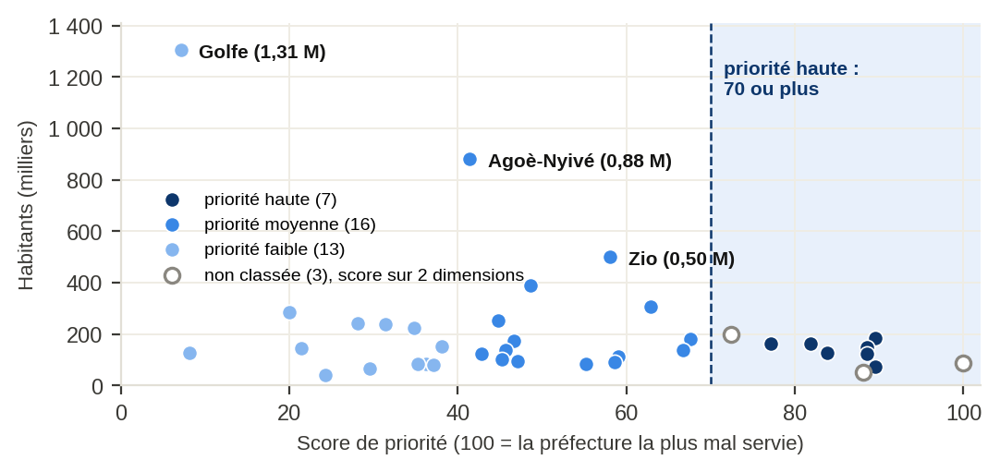 1 400
1 200
1 000
800
600
400
200
0
Habitants (milliers)
Golfe (1,31 M)
priorité haute :
70 ou plus
Agoè-Nyivé (0,88 M)
priorité haute (7)
priorité moyenne (16)
priorité faible (13)
non classée (3), score sur 2 dimensions
Zio (0,50 M)
0
20
40
60
80
100
Score de priorité (100 = la préfecture la plus mal servie)